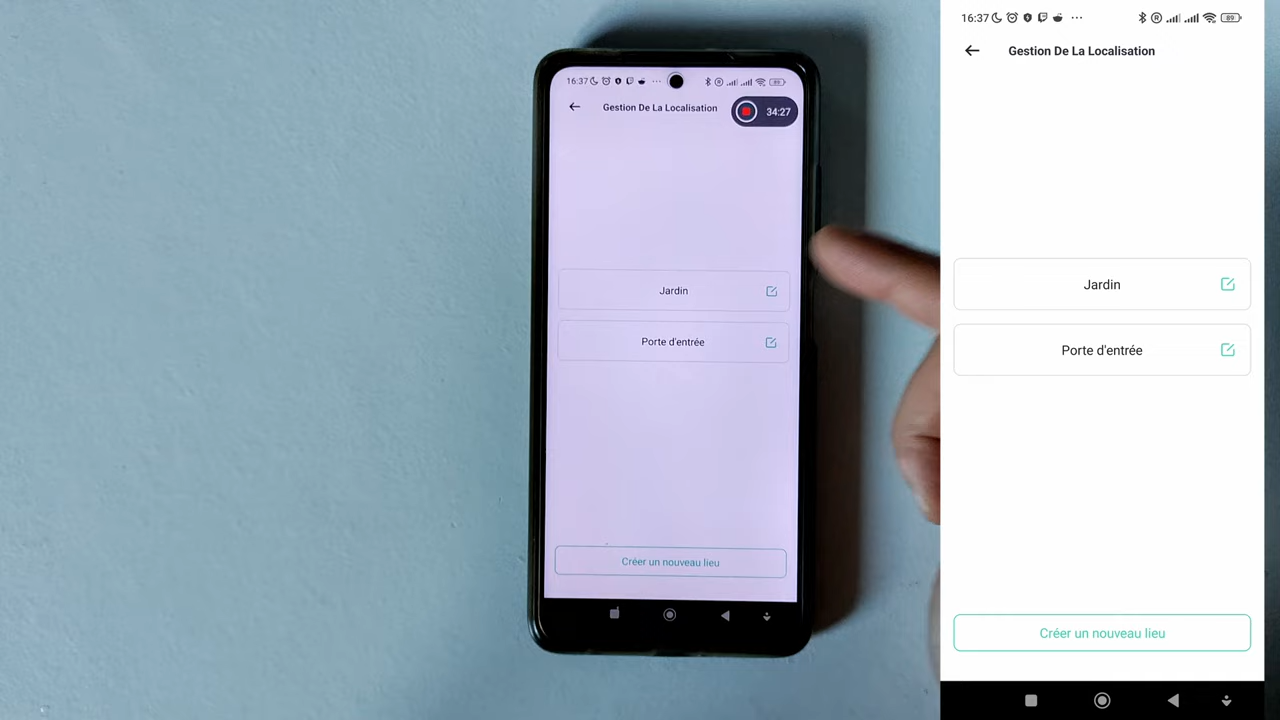 16:37
Gestion De La Localisation
34:27
Jardin
Porte d'entrée
Créer un nouveau lieu
16:37
89
Gestion De La Localisation
Jardin
Porte d'entrée
Créer un nouveau lieu